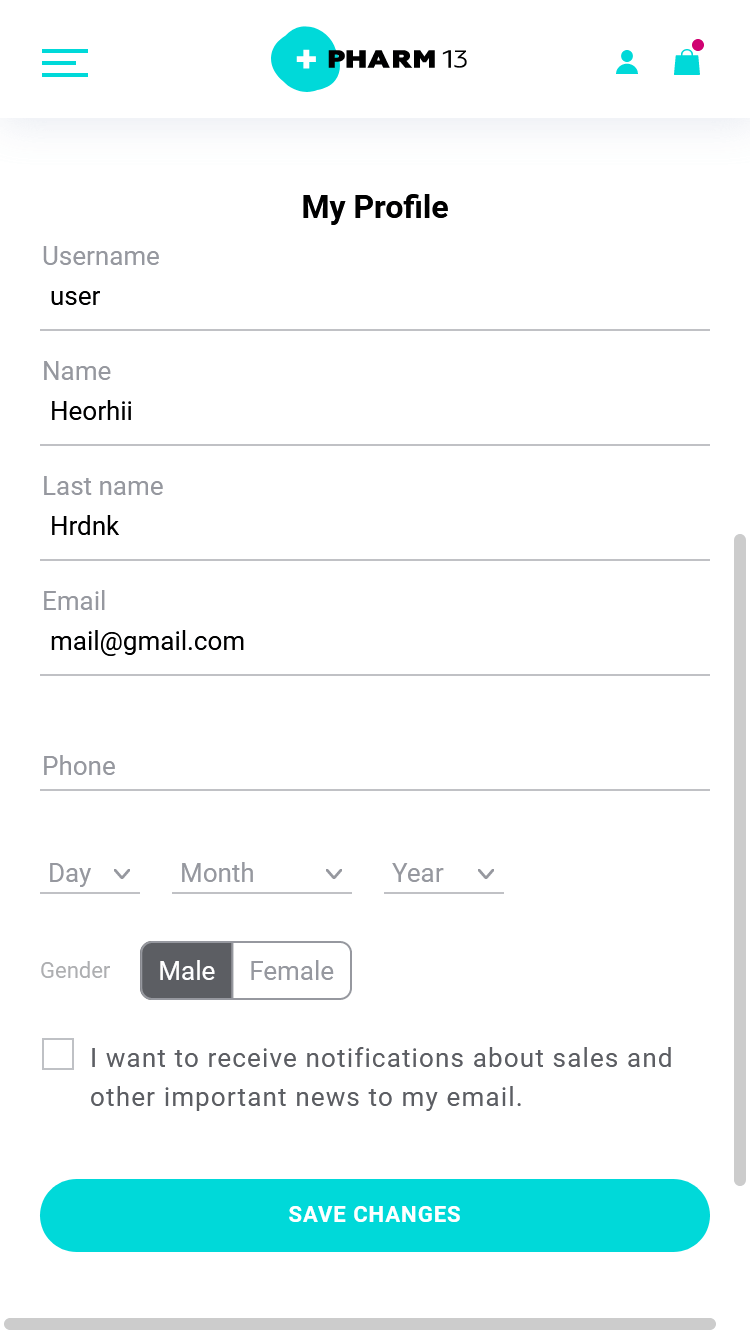 PHARM 13
My Profile
Username
user
Name
Heorhii
Last name
Hrdnk
Email
mail@gmail.com
Phone
Day Month Year
Gender Male Female
I want to receive notifications about sales and
other important news to my email.
SAVE CHANGES